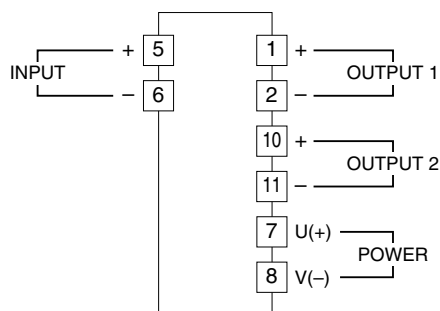 INPUT
+ 5
– 6
1 +
OUTPUT 1
2 –
10 +
OUTPUT 2
11 –
7 U(+)
POWER
8 V(–)